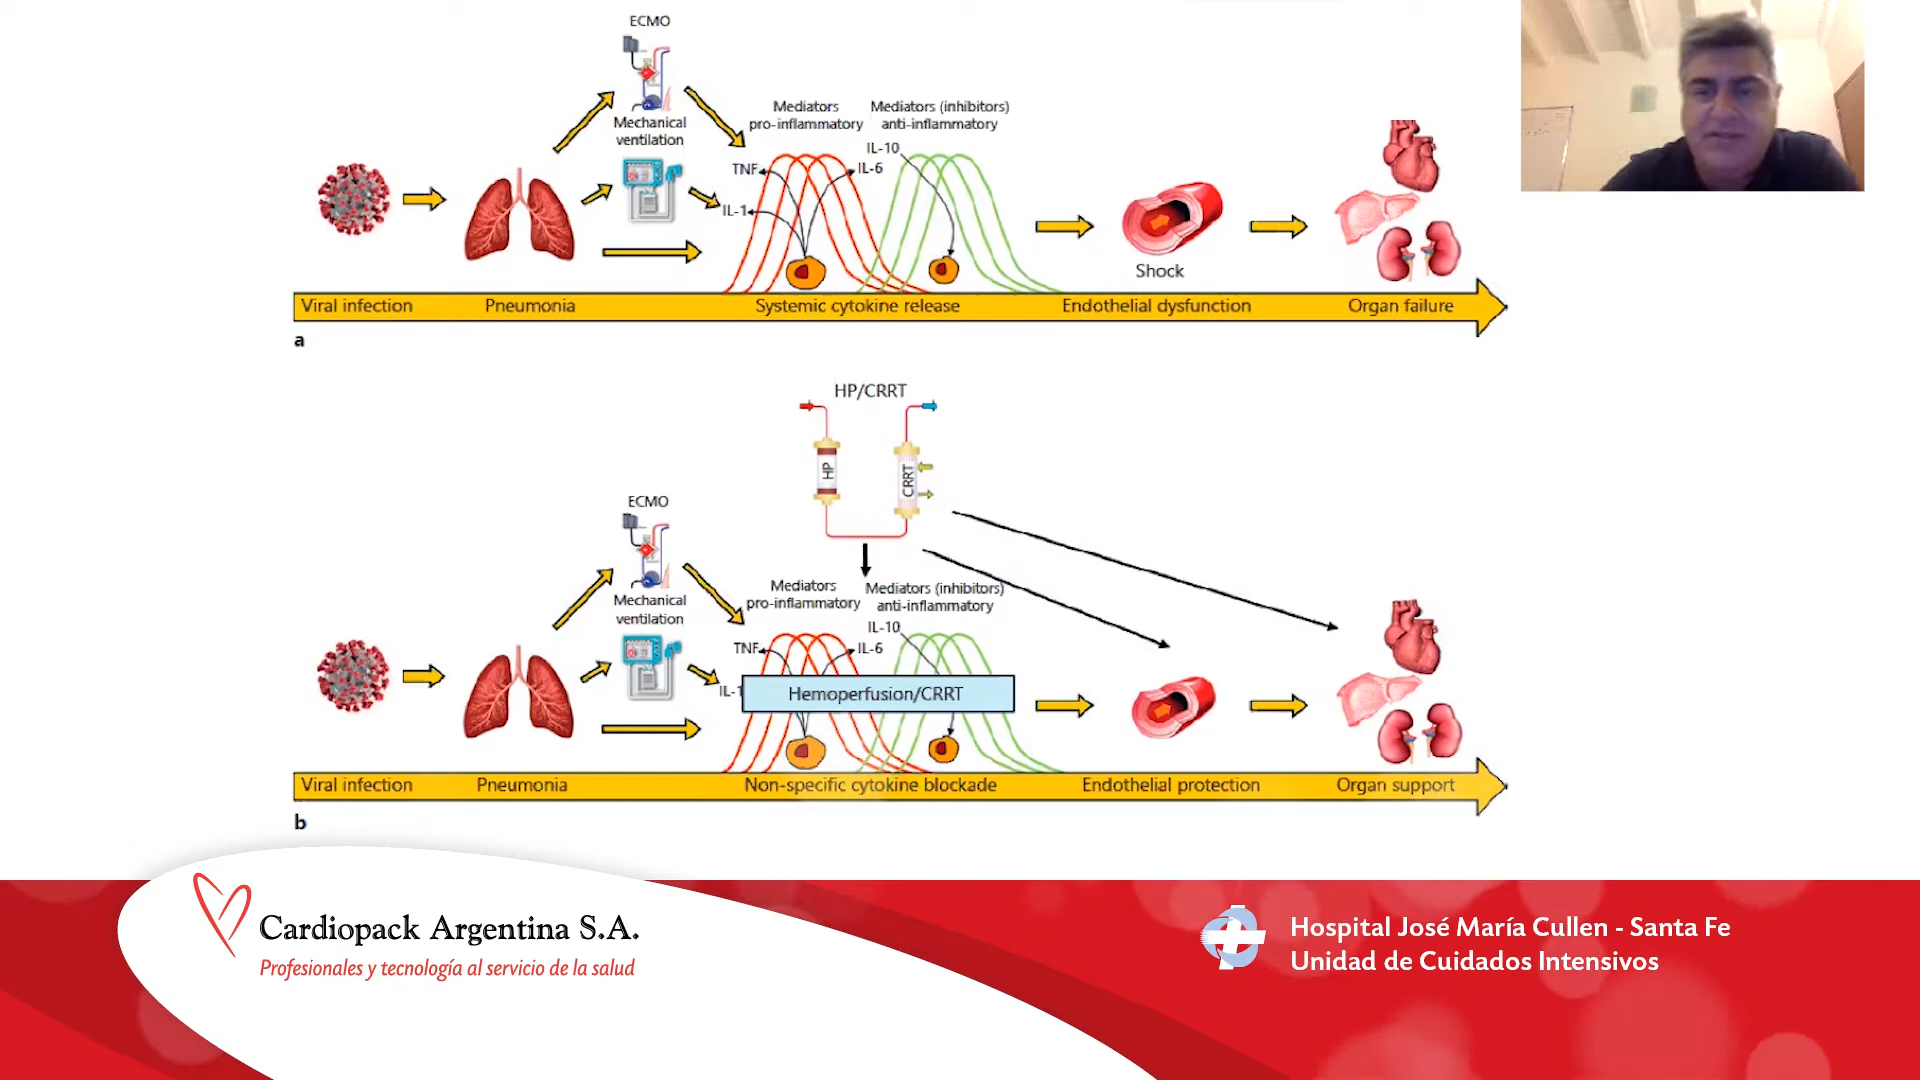 ECMO
Mechanical
ventilation
Mediators
pro-inflammatory
Mediators (inhibitors)
anti-inflammatory
TNF
IL-1
IL-6
IL-10
Shock
Viral infection
Pneumonia
Systemic cytokine release
Endothelial dysfunction
Organ failure
a
HP/CRRT
HP
CRRT
ECMO
Mechanical
ventilation
Mediators
pro-inflammatory
Mediators (inhibitors)
anti-inflammatory
TNF
IL-1
IL-6
IL-10
Hemoperfusion/CRRT
Viral infection
Pneumonia
Non-specific cytokine blockade
Endothelial protection
Organ support
b
Cardiopack Argentina S.A.
Profesionales y tecnología al servicio de la salud
Hospital José María Cullen - Santa Fe
Unidad de Cuidados Intensivos